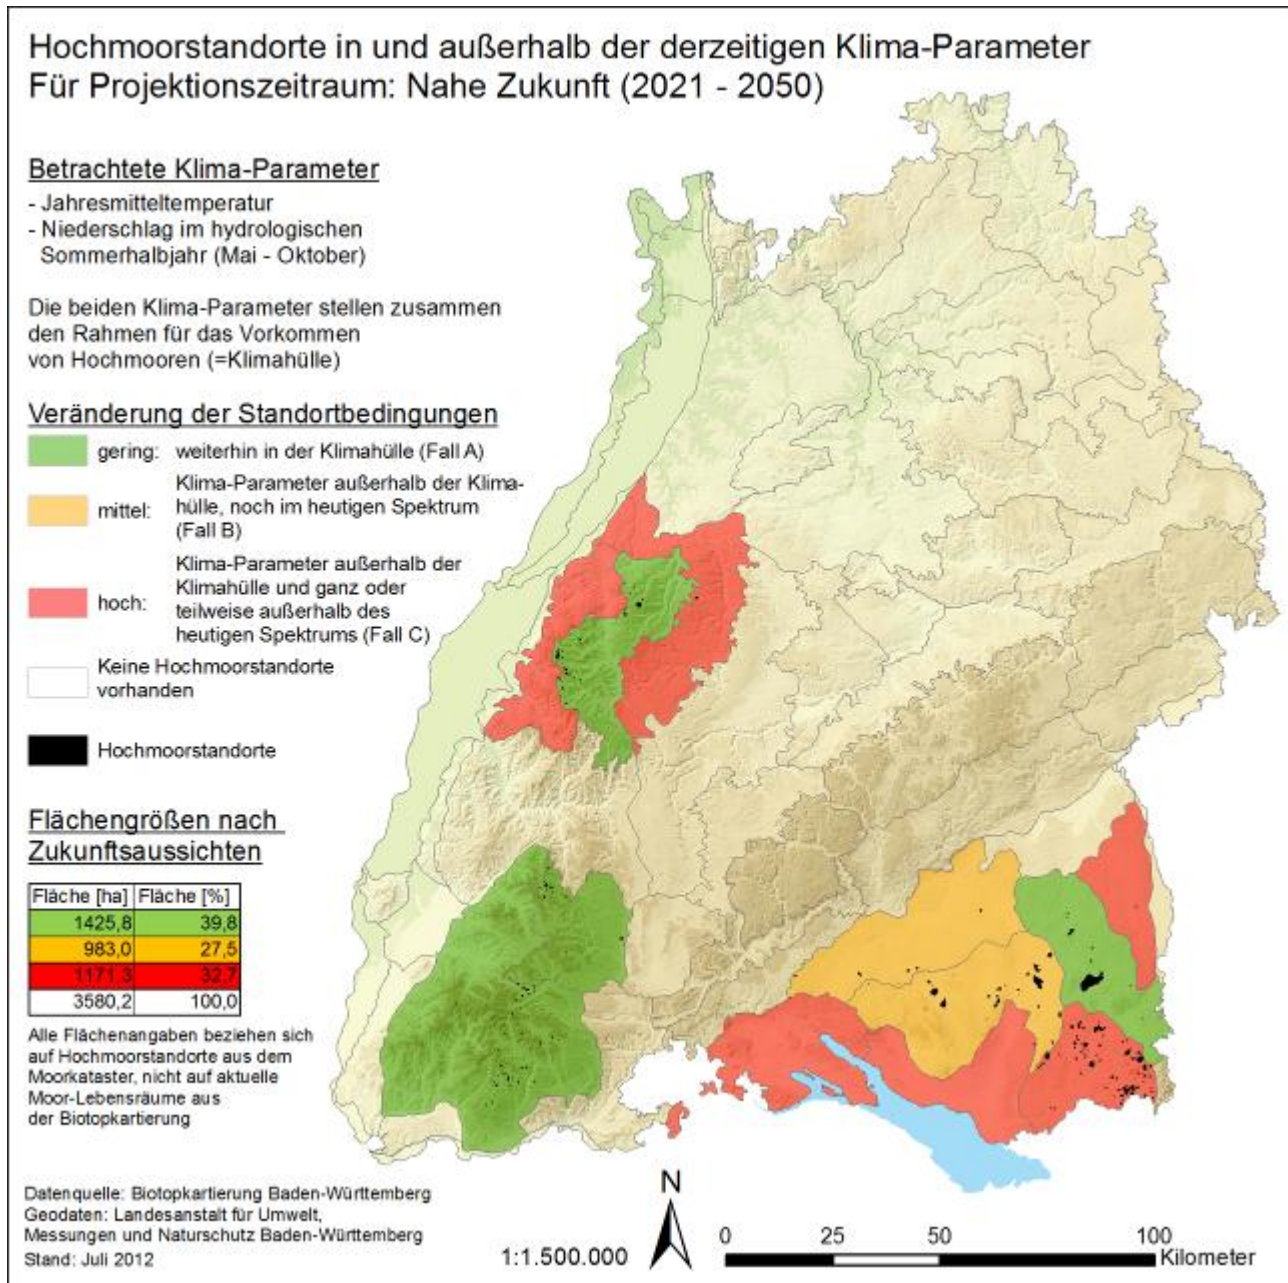 Hochmoorstandorte in und außerhalb der derzeitigen Klima-Parameter
Für Projektionszeitraum: Nahe Zukunft (2021 - 2050)
Betrachtete Klima-Parameter
- Jahresmitteltemperatur
- Niederschlag im hydrologischen
Sommerhalbjahr (Mai - Oktober)
Die beiden Klima-Parameter stellen zusammen
den Rahmen für das Vorkommen
von Hochmooren (=Klimahülle)
Veränderung der Standortbedingungen
gering: weiterhin in der Klimahülle (Fall A)
Klima-Parameter außerhalb der Klima-
mittel: hülle, noch im heutigen Spektrum
(Fall B)
Klima-Parameter außerhalb der
Klimahülle und ganz oder
hoch: teilweise außerhalb des
heutigen Spektrums (Fall C)
Keine Hochmoorstandorte
vorhanden
Hochmoorstandorte
Flächengrößen nach
Zukunftsaussichten
Fläche [ha] Fläche [%]
1425,8 39,8
983,0 27,5
1171,3 32,7
3580,2 100,0
Alle Flächenangaben beziehen sich
auf Hochmoorstandorte aus dem
Moorkataster, nicht auf aktuelle
Moor-Lebensräume aus
der Biotopkartierung
Datenquelle: Biotopkartierung Baden-Württemberg
Geodaten: Landesanstalt für Umwelt,
Messungen und Naturschutz Baden-Württemberg
Stand: Juli 2012
1:1.500.000
N
0 25 50 100
Kilometer